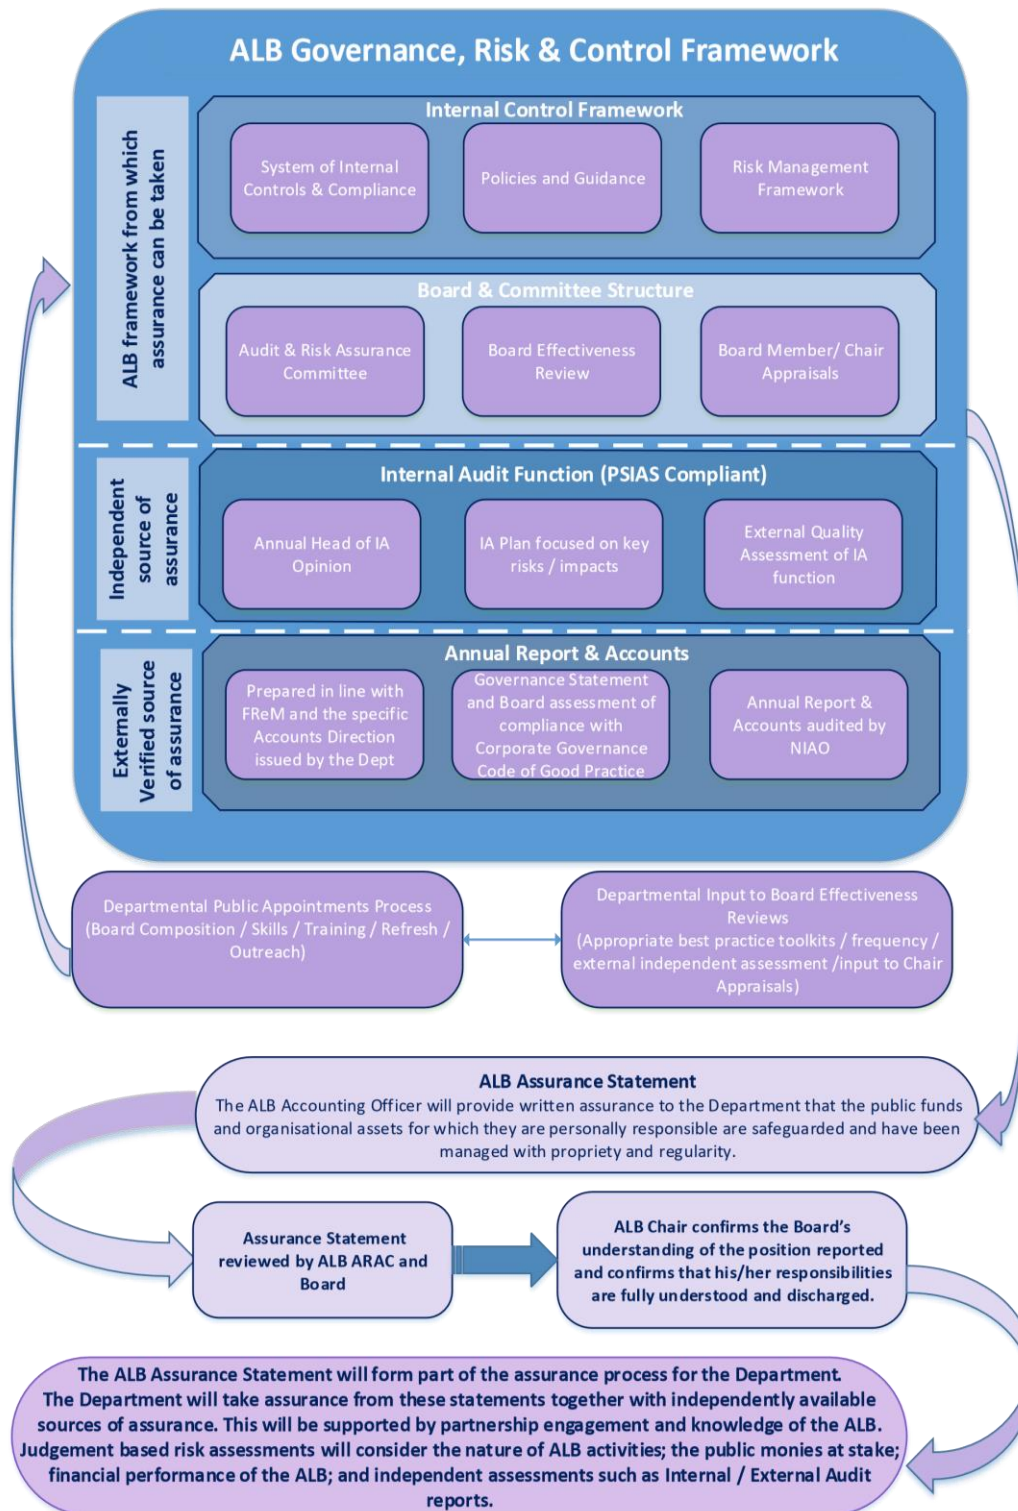 ALB Governance, Risk & Control Framework
ALB framework from which
assurance can be taken
Internal Control Framework
System of Internal
Controls & Compliance
Policies and Guidance
Risk Management
Framework
Board & Committee Structure
Audit & Risk Assurance
Committee
Board Effectiveness
Review
Board Member/ Chair
Appraisals
Independent
source of
assurance
Internal Audit Function (PSIAS Compliant)
Annual Head of IA
Opinion
IA Plan focused on key
risks / impacts
External Quality
Assessment of IA
function
Externally
Verified source
of assurance
Annual Report & Accounts
Prepared in line with
FReM and the specific
Accounts Direction
issued by the Dept
Governance Statement
and Board assessment of
compliance with
Corporate Governance
Code of Good Practice
Annual Report &
Accounts audited by
NIAO
Departmental Public Appointments Process
(Board Composition / Skills / Training / Refresh /
Outreach)
Departmental Input to Board Effectiveness
Reviews
(Appropriate best practice toolkits / frequency /
external independent assessment /input to Chair
Appraisals)
ALB Assurance Statement
The ALB Accounting Officer will provide written assurance to the Department that the public funds
and organisational assets for which they are personally responsible are safeguarded and have been
managed with propriety and regularity.
Assurance Statement
reviewed by ALB ARAC and
Board
ALB Chair confirms the Board's
understanding of the position reported
and confirms that his/her responsibilities
are fully understood and discharged.
The ALB Assurance Statement will form part of the assurance process for the Department.
The Department will take assurance from these statements together with independently available
sources of assurance. This will be supported by partnership engagement and knowledge of the ALB.
Judgement based risk assessments will consider the nature of ALB activities; the public monies at stake;
financial performance of the ALB; and independent assessments such as Internal / External Audit
reports.